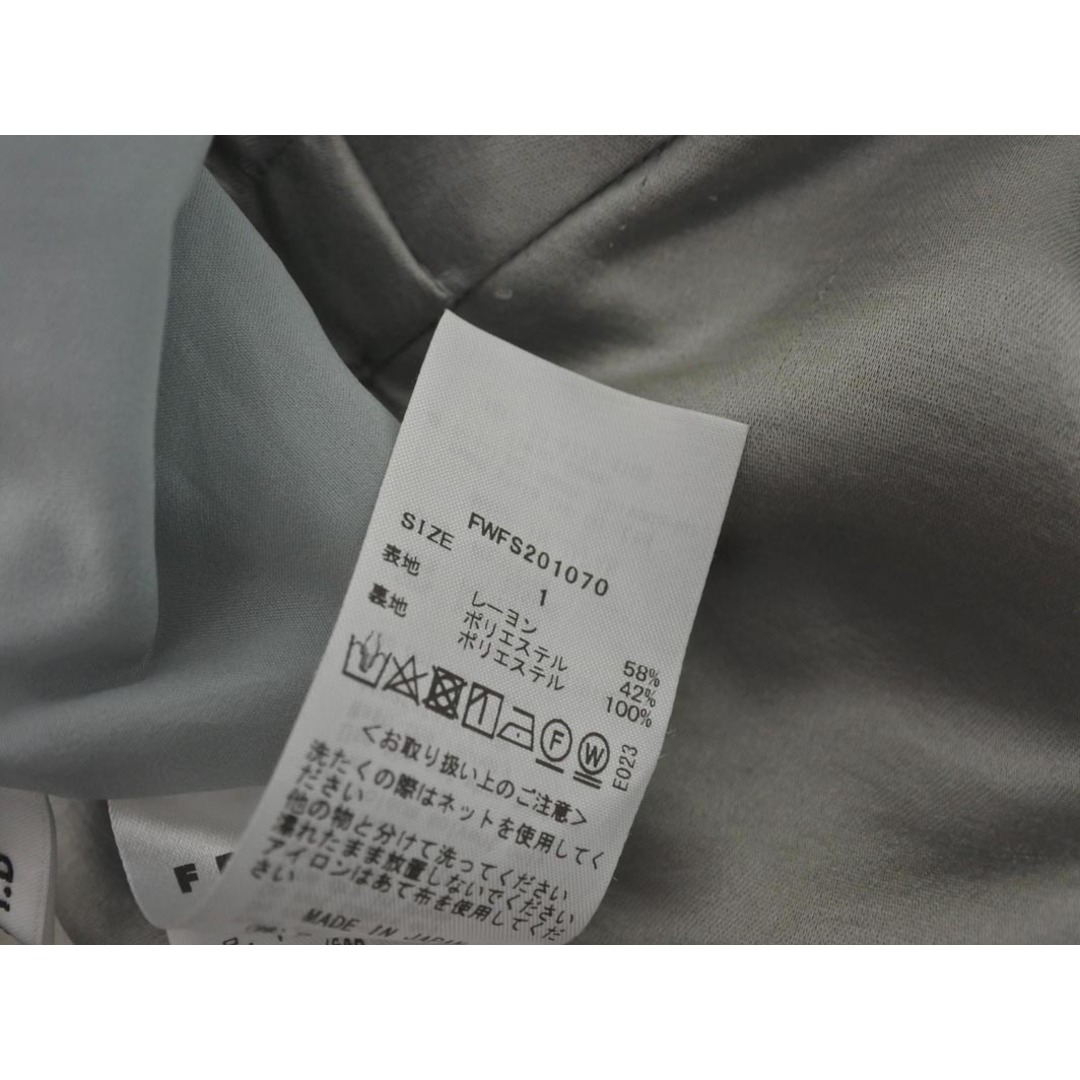 FWFS201070
SIZE 1
表地 レーヨン 58%
ポリエステル 42%
裏地 ポリエステル 100%
F W
E023
<お取り扱い上のご注意>
洗たくの際はネットを使用して
ください
他の物と分けて洗ってください
濡れたまま放置しないでください
アイロンはあて布を使用してくだ
さい
MADE IN JAPAN
F